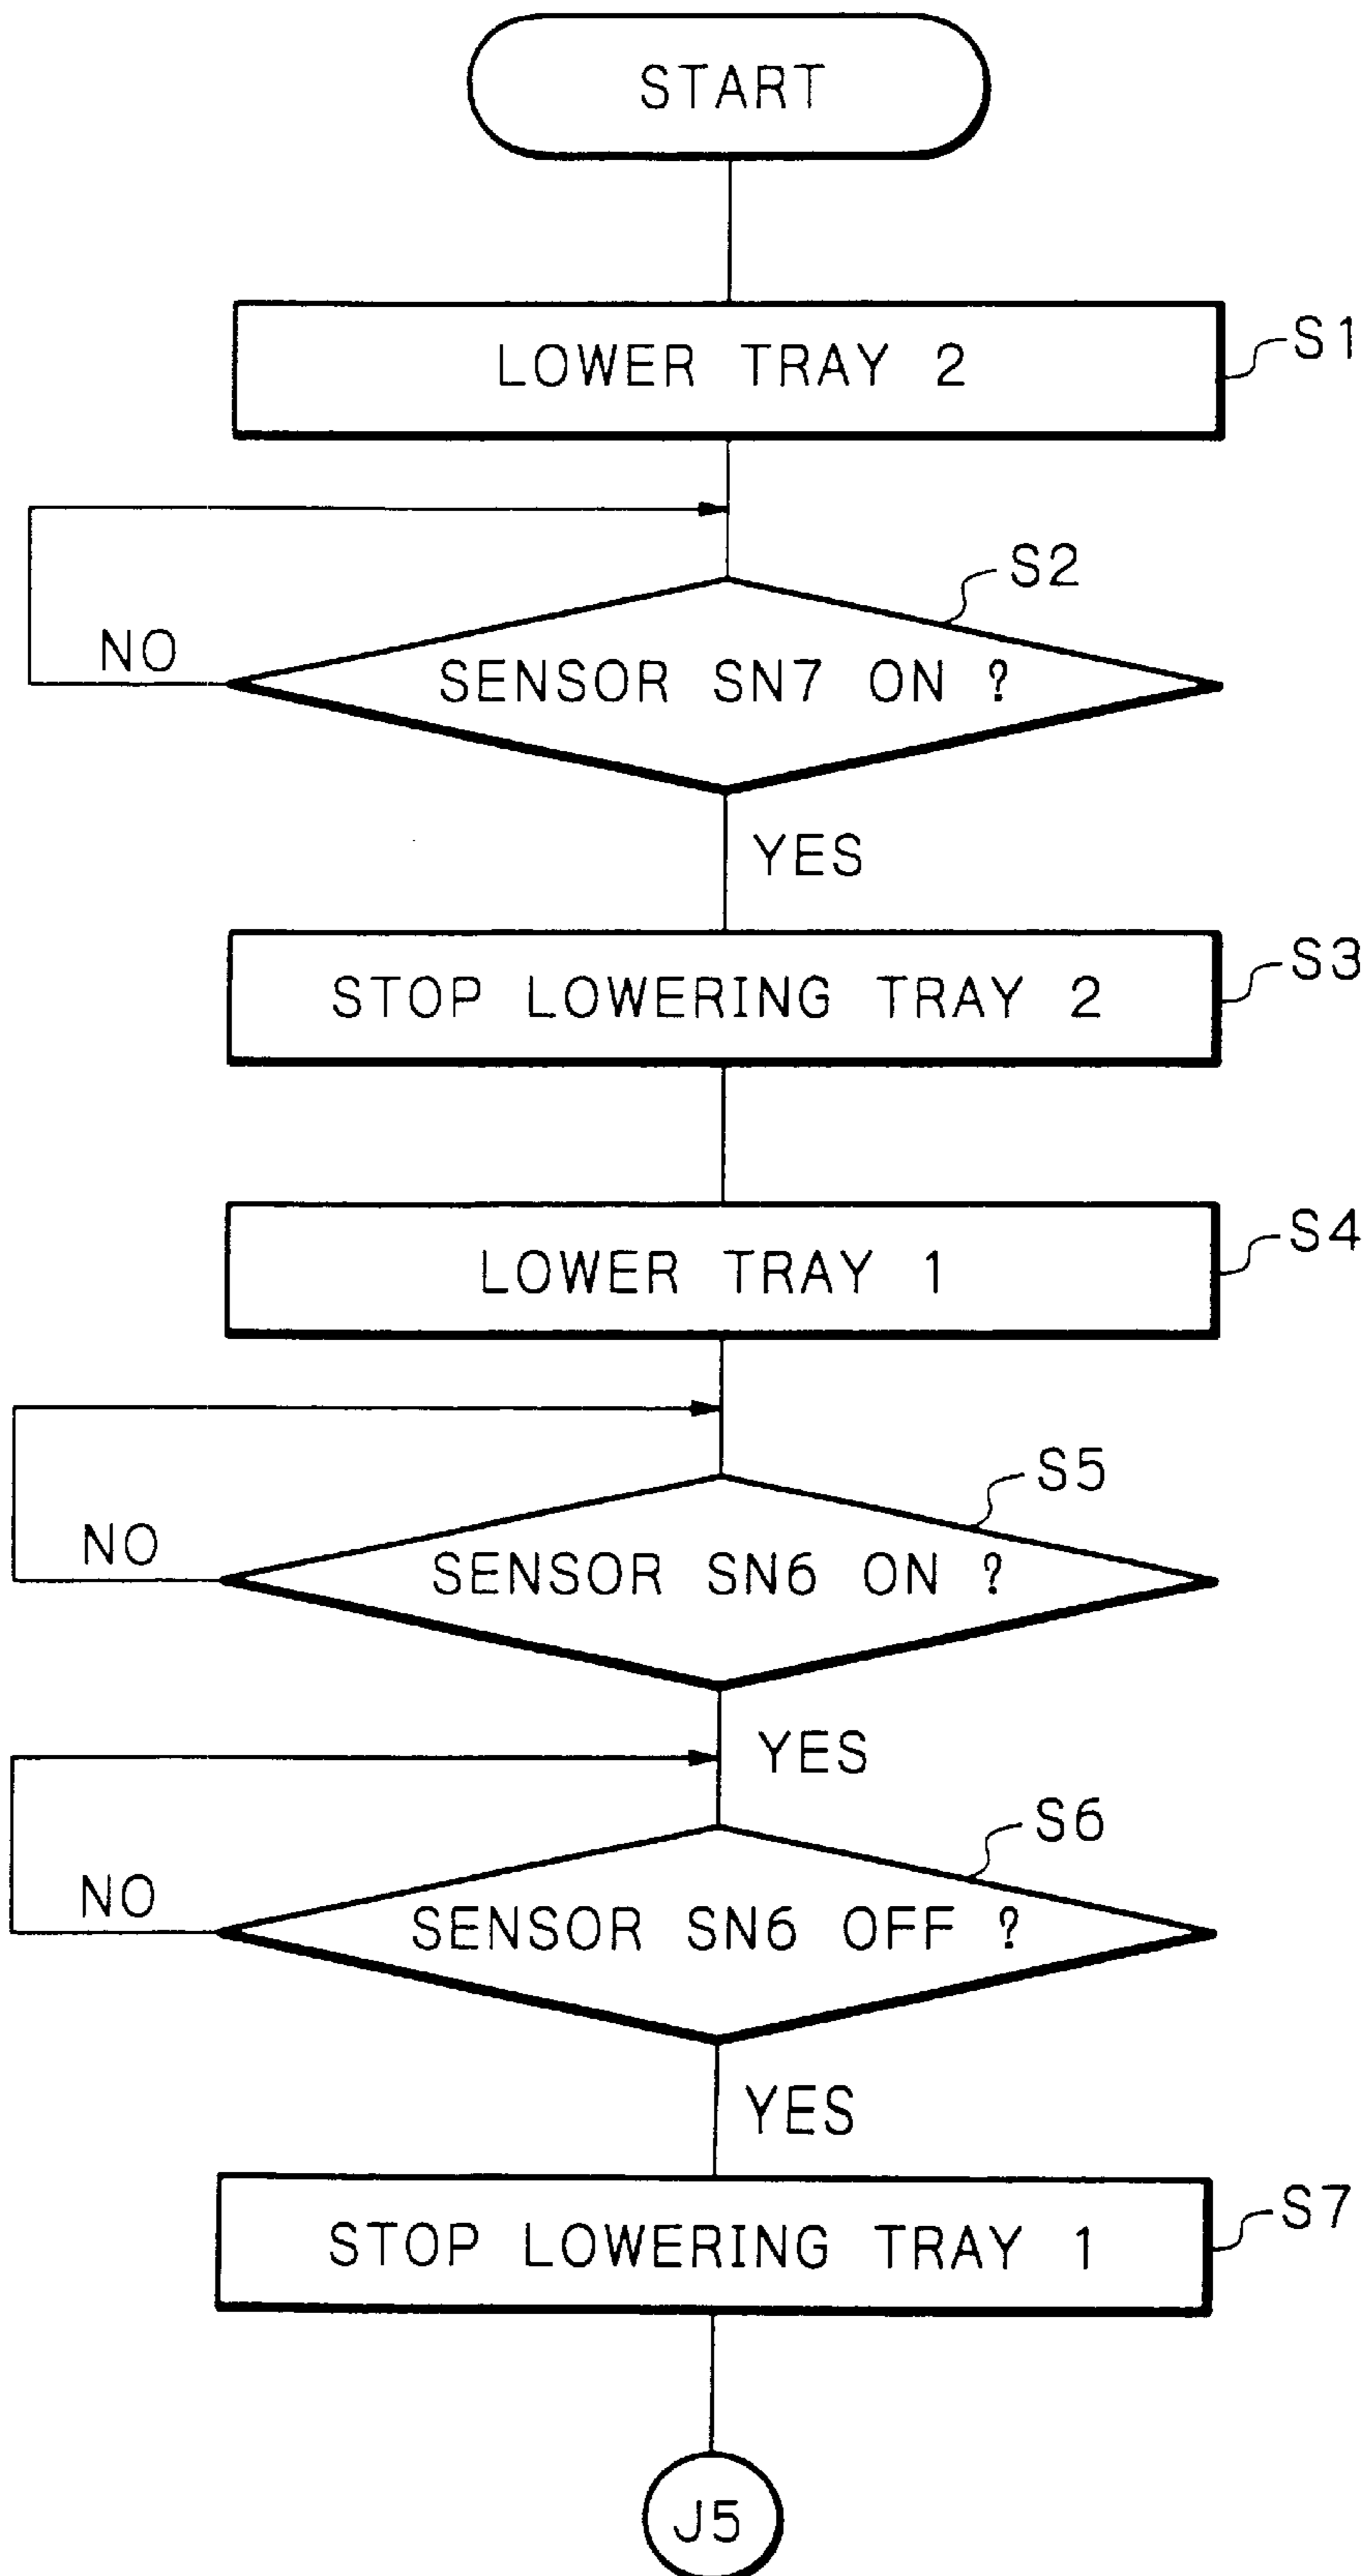 START
LOWER TRAY 2
S1
S2
NO
SENSOR SN7 ON ?
YES
S3
STOP LOWERING TRAY 2
S4
LOWER TRAY 1
S5
NO
SENSOR SN6 ON ?
YES
S6
NO
SENSOR SN6 OFF ?
YES
S7
STOP LOWERING TRAY 1
J5